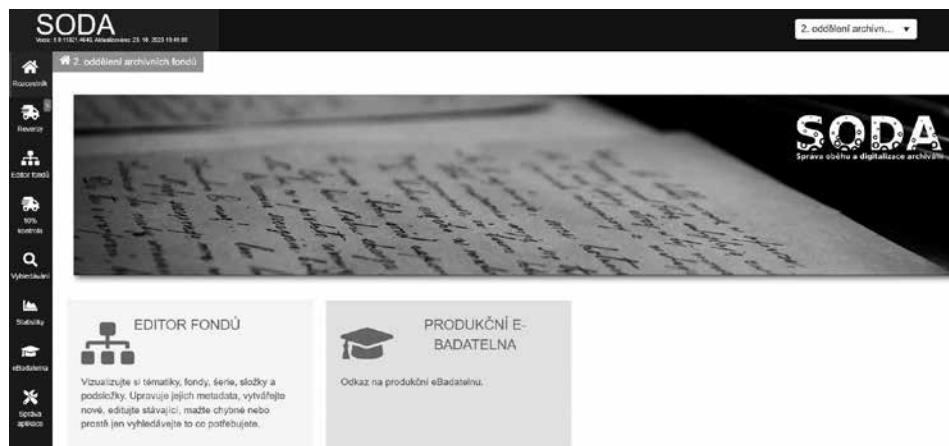 SODA
2. oddělení archivn...
2. oddělení archivních fondů
Rozcestník
Reverzy
Editor fondů
10%
kontrola
Vyhledávání
Statistiky
eBadatelna
Správa
aplikace
SODA
Správa oběhu a digitalizace archiválií
EDITOR FONDŮ
Vizualizujte si tématiky, fondy, série, složky a
podsložky. Upravuje jejich metadata, vytvářejte
nové, editujte stávající, mažte chybné nebo
prostě jen vyhledávejte to co potřebujete.
PRODUKČNÍ E-
BADATELNA
Odkaz na produkční eBadatelnu.